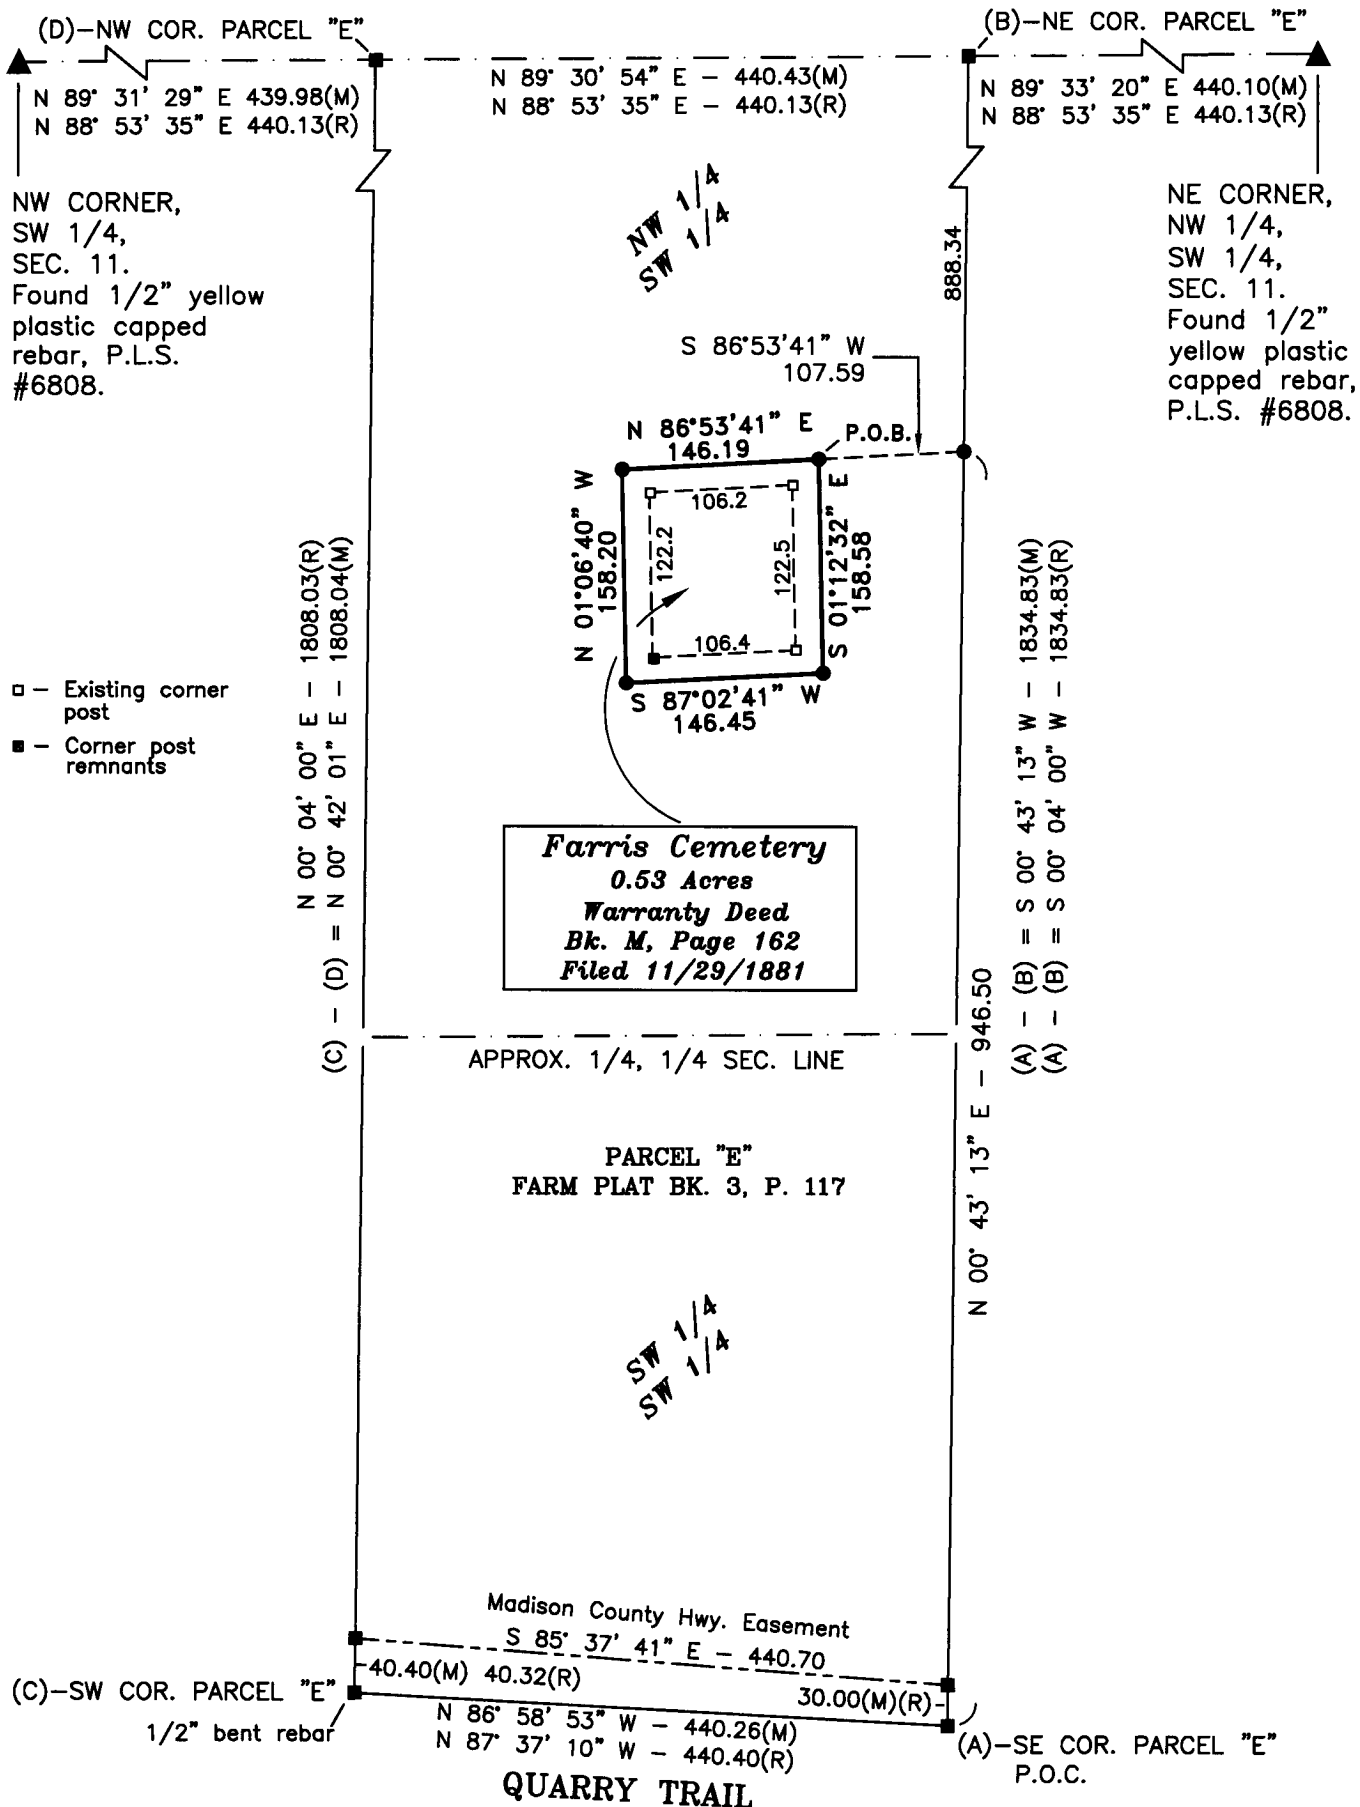 (D)-NW COR. PARCEL "E"
(B)-NE COR. PARCEL "E"
N 89° 31' 29" E 439.98(M)
N 88° 53' 35" E 440.13(R)
N 89° 30' 54" E - 440.43(M)
N 88° 53' 35" E - 440.13(R)
N 89° 33' 20" E 440.10(M)
N 88° 53' 35" E 440.13(R)
NW CORNER,
SW 1/4,
SEC. 11.
Found 1/2" yellow
plastic capped
rebar, P.L.S.
#6808.
NW 1/4
SW 1/4
888.34
NE CORNER,
NW 1/4,
SW 1/4,
SEC. 11.
Found 1/2"
yellow plastic
capped rebar,
P.L.S. #6808.
S 86°53'41" W
107.59
N 86°53'41" E
146.19
P.O.B.
N 01°06'40" W
158.20
106.2
122.2
122.5
106.4
S 01°12'32" E
158.58
S 87°02'41" W
146.45
N 00° 04' 00" E - 1808.03(R)
(C) - (D) = N 00° 42' 01" E - 1808.04(M)
(A) - (B) = S 00° 43' 13" W - 1834.83(M)
(A) - (B) = S 00° 04' 00" W - 1834.83(R)
- Existing corner
post
- Corner post
remnants
Farris Cemetery
0.53 Acres
Warranty Deed
Bk. M, Page 162
Filed 11/29/1881
N 00° 43' 13" E - 946.50
APPROX. 1/4, 1/4 SEC. LINE
PARCEL "E"
FARM PLAT BK. 3, P. 117
SW 1/4
SW 1/4
Madison County Hwy. Easement
S 85° 37' 41" E - 440.70
40.40(M) 40.32(R)
30.00(M)(R)
(C)-SW COR. PARCEL "E"
1/2" bent rebar
N 86° 58' 53" W - 440.26(M)
N 87° 37' 10" W - 440.40(R)
(A)-SE COR. PARCEL "E"
P.O.C.
QUARRY TRAIL